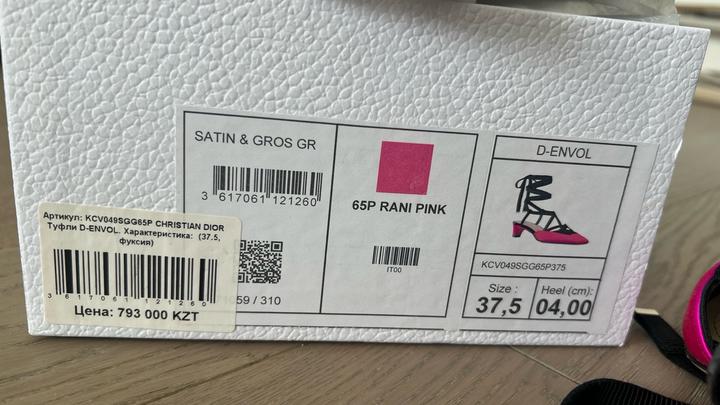 SATIN & GROS GR
3 617061 121260
059 / 310
65P RANI PINK
IT00
D-ENVOL
KCV049SGG65P375
Size :
37,5
Heel (cm):
04,00
Артикул: KCV049SGG65P CHRISTIAN DIOR
Туфли D-ENVOL. Характеристика: (37.5,
фуксия)
3 617061 121260
Цена: 793 000 KZT